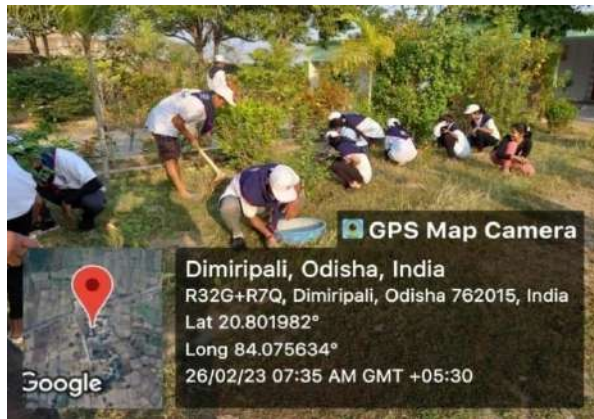 GPS Map Camera
Dimiripali, Odisha, India
R32G+R7Q, Dimiripali, Odisha 762015, India
Lat 20.801982°
Long 84.075634°
26/02/23 07:35 AM GMT +05:30
Google